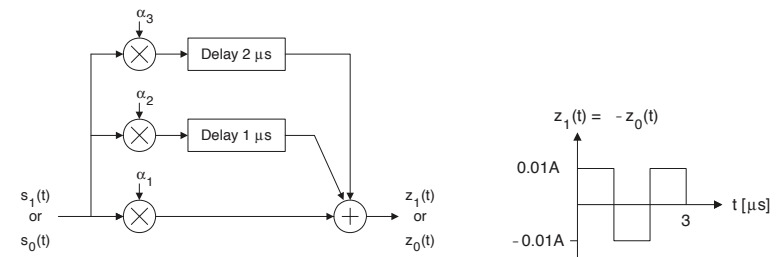 α3
Delay 2 μs
α2
Delay 1 μs
α1
s1(t)
or
s0(t)
z1(t)
or
z0(t)
z1(t) = -z0(t)
0.01A
-0.01A
3
t [μs]